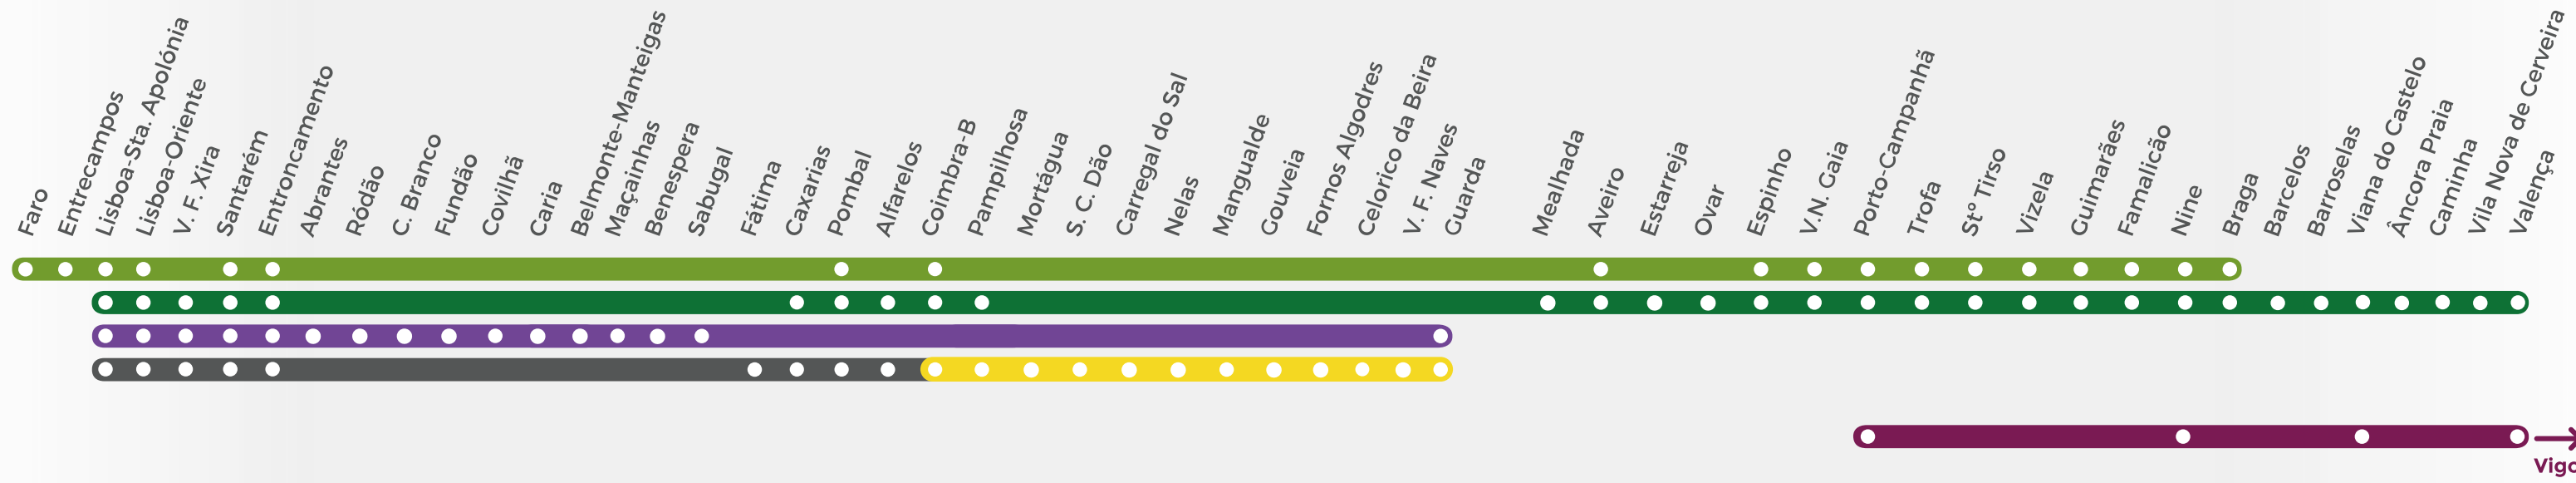 Faro
Entrecampos
Lisboa-Sta. Apolónia
Lisboa-Oriente
V. F. Xira
Santarém
Entroncamento
Abrantes
Ródão
C. Branco
Fundão
Covilhã
Caria
Belmonte-Manteigas
Maçainhas
Benespera
Sabugal
Fátima
Caxarias
Pombal
Alfarelos
Coimbra-B
Pampilhosa
Mortágua
S. C. Dão
Carregal do Sal
Nelas
Mangualde
Gouveia
Fornos Algodres
Celorico da Beira
V. F. Naves
Guarda
Mealhada
Aveiro
Estarreja
Ovar
Espinho
V.N. Gaia
Porto-Campanhã
Trofa
Stº Tirso
Vizela
Guimarães
Famalicão
Nine
Braga
Barcelos
Barroselas
Viana do Castelo
Âncora Praia
Caminha
Vila Nova de Cerveira
Valença
Vigo